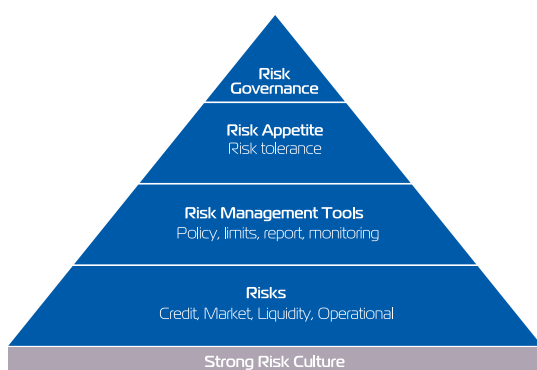 Risk
Governance
Risk Appetite
Risk tolerance
Risk Management Tools
Policy, limits, report, monitoring
Risks
Credit, Market, Liquidity, Operational
Strong Risk Culture